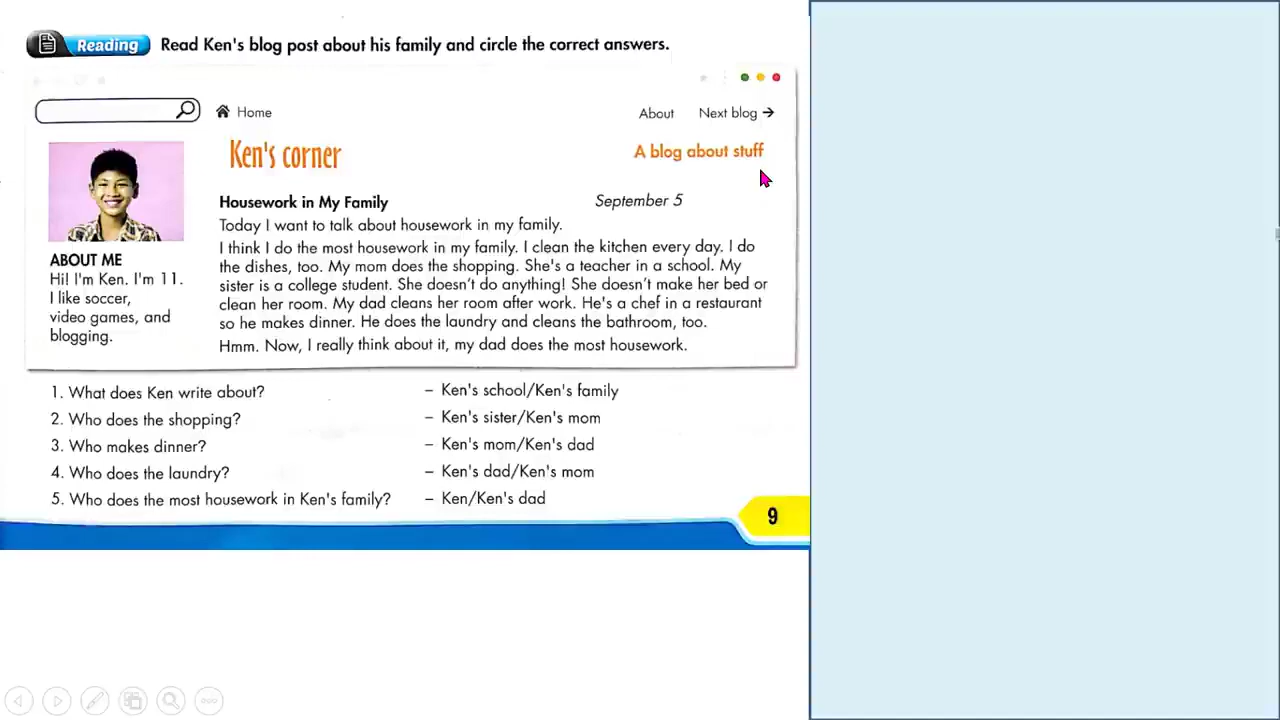 Reading Read Ken's blog post about his family and circle the correct answers.
Home
About Next blog →
Ken's corner
A blog about stuff
Housework in My Family September 5
Today I want to talk about housework in my family.
I think I do the most housework in my family. I clean the kitchen every day. I do
the dishes, too. My mom does the shopping. She's a teacher in a school. My
sister is a college student. She doesn't do anything! She doesn't make her bed or
clean her room. My dad cleans her room after work. He's a chef in a restaurant
so he makes dinner. He does the laundry and cleans the bathroom, too.
Hmm. Now, I really think about it, my dad does the most housework.
ABOUT ME
Hi! I'm Ken. I'm 11.
I like soccer,
video games, and
blogging.
1. What does Ken write about? – Ken's school/Ken's family
2. Who does the shopping? – Ken's sister/Ken's mom
3. Who makes dinner? – Ken's mom/Ken's dad
4. Who does the laundry? – Ken's dad/Ken's mom
5. Who does the most housework in Ken's family? – Ken/Ken's dad
9